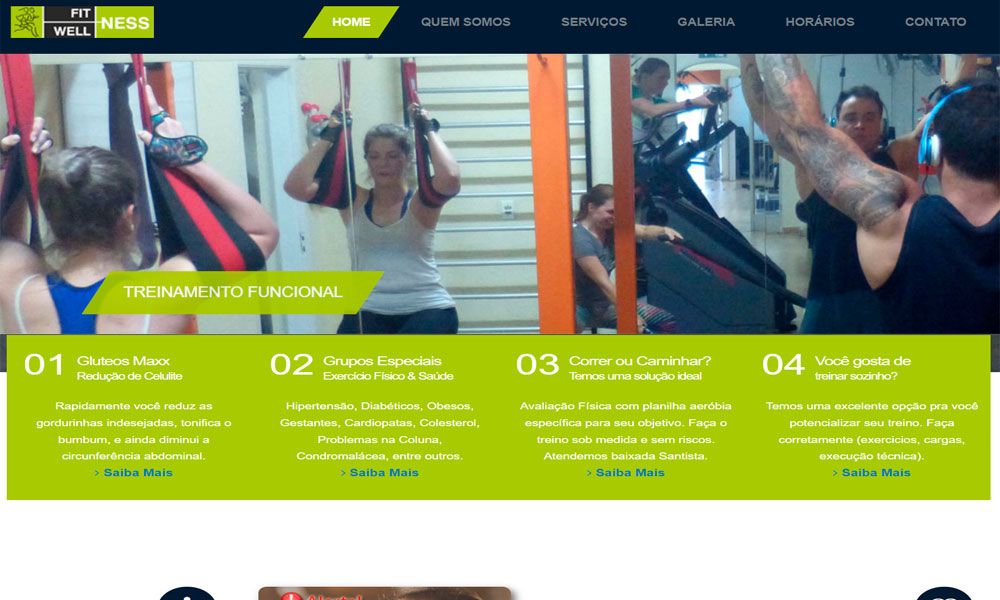 FIT
WELL
NESS
HOME
QUEM SOMOS
SERVIÇOS
GALERIA
HORÁRIOS
CONTATO
TREINAMENTO FUNCIONAL
01
Gluteos Maxx
Redução de Celulite
Rapidamente você reduz as
gordurinhas indesejadas, tonifica o
bumbum, e ainda diminui a
circunferência abdominal.
> Saiba Mais
02
Grupos Especiais
Exercício Físico & Saúde
Hipertensão, Diabéticos, Obesos,
Gestantes, Cardiopatas, Colesterol,
Problemas na Coluna,
Condromalácea, entre outros.
> Saiba Mais
03
Correr ou Caminhar?
Temos uma solução ideal
Avaliação Física com planilha aeróbia
específica para seu objetivo. Faça o
treino sob medida e sem riscos.
Atendemos baixada Santista.
> Saiba Mais
04
Você gosta de
treinar sozinho?
Temos uma excelente opção pra você
potencializar seu treino. Faça
corretamente (exercicios, cargas,
execução técnica).
> Saiba Mais